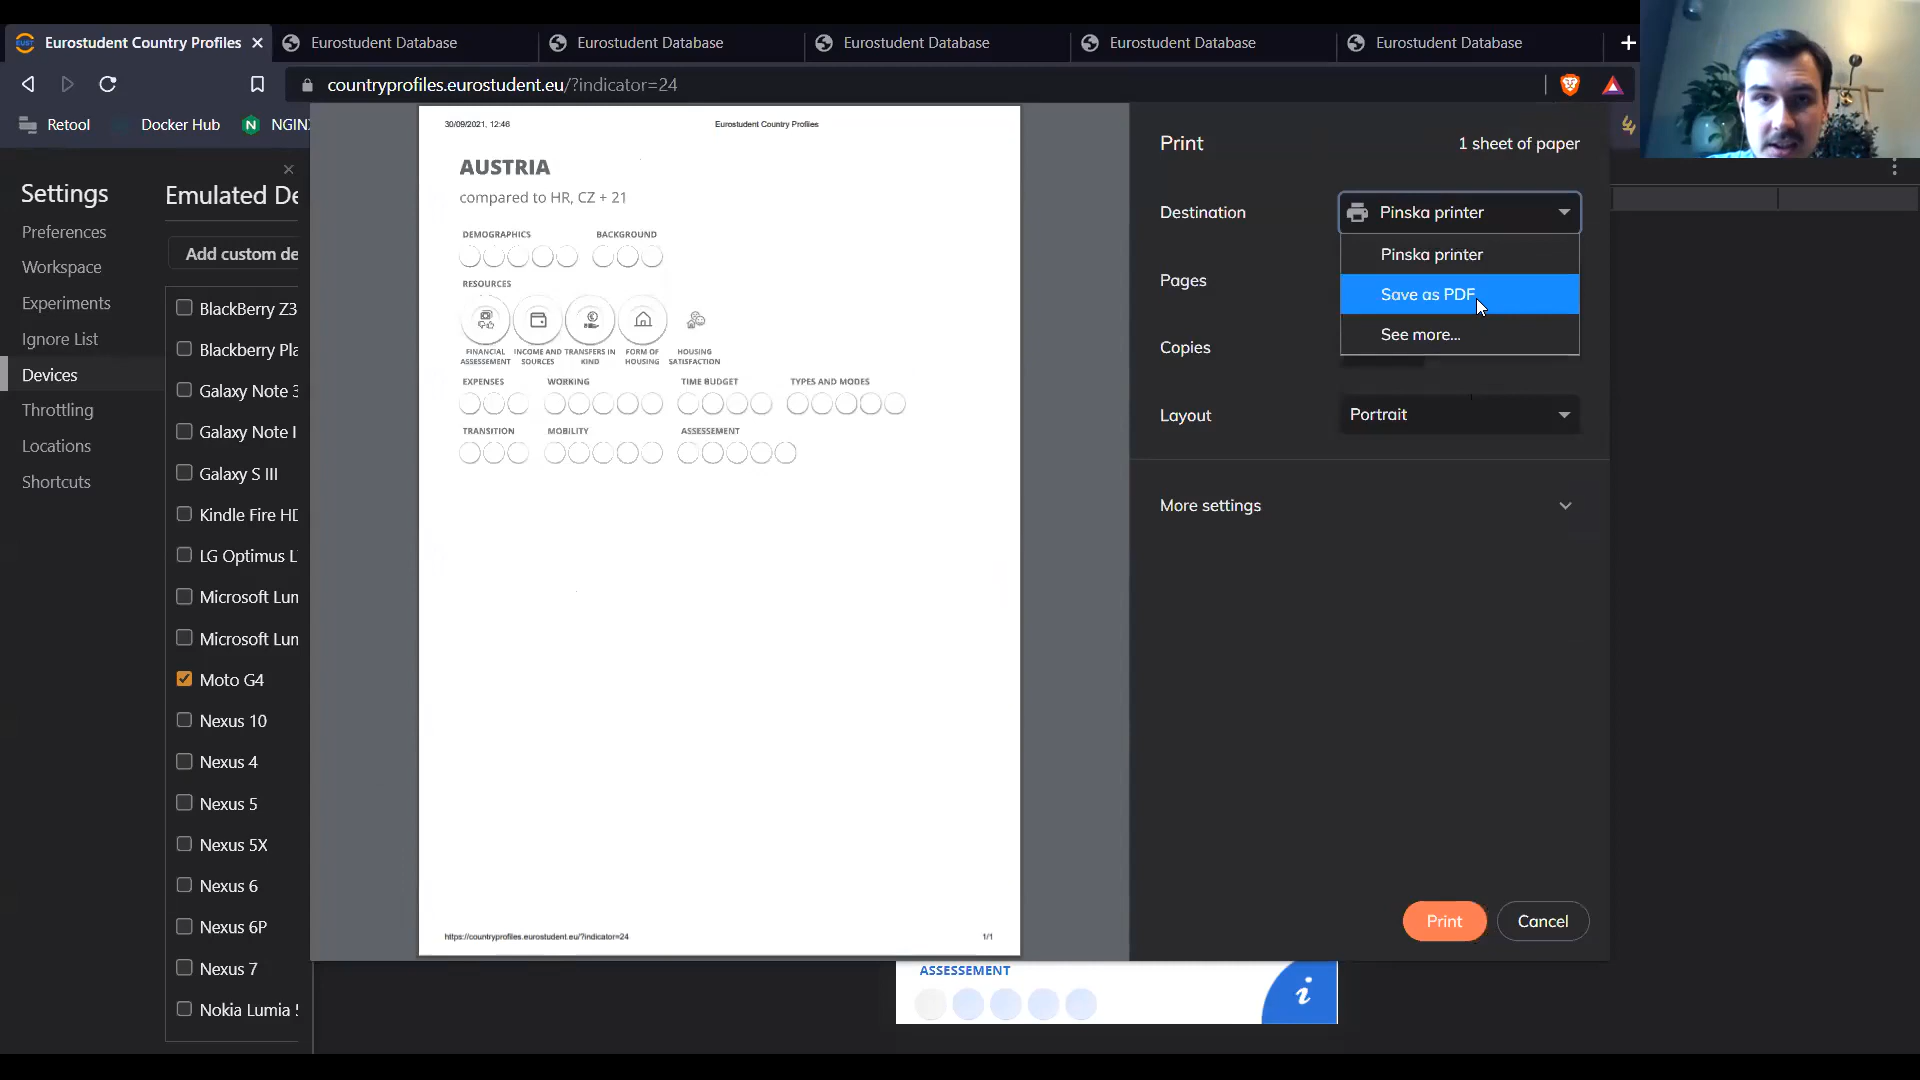 Eurostudent Country Profiles
Eurostudent Database
Eurostudent Database
Eurostudent Database
Eurostudent Database
Eurostudent Database
countryprofiles.eurostudent.eu/?indicator=24
Retool
Docker Hub
NGIN
Settings
Preferences
Workspace
Experiments
Ignore List
Devices
Throttling
Locations
Shortcuts
Emulated De
Add custom de
BlackBerry Z3
Blackberry Pla
Galaxy Note 3
Galaxy Note I
Galaxy S III
Kindle Fire HD
LG Optimus L
Microsoft Lum
Microsoft Lum
Moto G4
Nexus 10
Nexus 4
Nexus 5
Nexus 5X
Nexus 6
Nexus 6P
Nexus 7
Nokia Lumia
30/09/2021, 12:46
Eurostudent Country Profiles
AUSTRIA
compared to HR, CZ + 21
DEMOGRAPHICS
BACKGROUND
RESOURCES
FINANCIAL ASSESSMENT
INCOME AND SOURCES
TRANSFERS IN KIND
FORM OF HOUSING
HOUSING SATISFACTION
EXPENSES
WORKING
TIME BUDGET
TYPES AND MODES
TRANSITION
MOBILITY
ASSESSMENT
https://countryprofiles.eurostudent.eu/?indicator=24
1/1
Print
1 sheet of paper
Destination
Pinska printer
Pinska printer
Save as PDF
See more...
Pages
Copies
Layout
Portrait
More settings
Print
Cancel
ASSESSEMENT
i